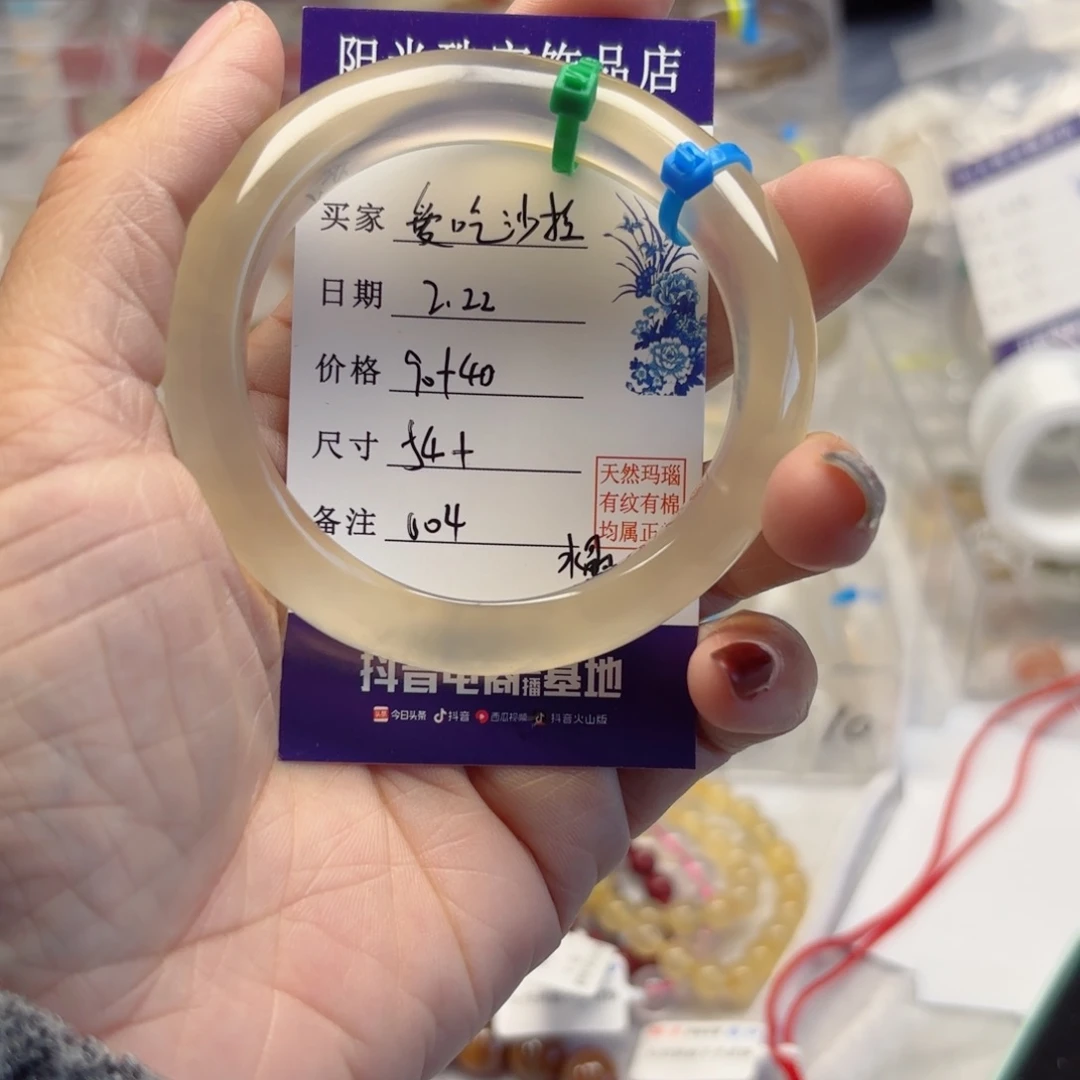 阳光珠宝饰品店
买家 爱吃沙拉
日期 2.22
价格 90+40
尺寸 54+
备注 104
天然玛瑙
有纹有棉
均属正
抖音电商直播基地
今日头条 抖音 西瓜视频 抖音火山版
10